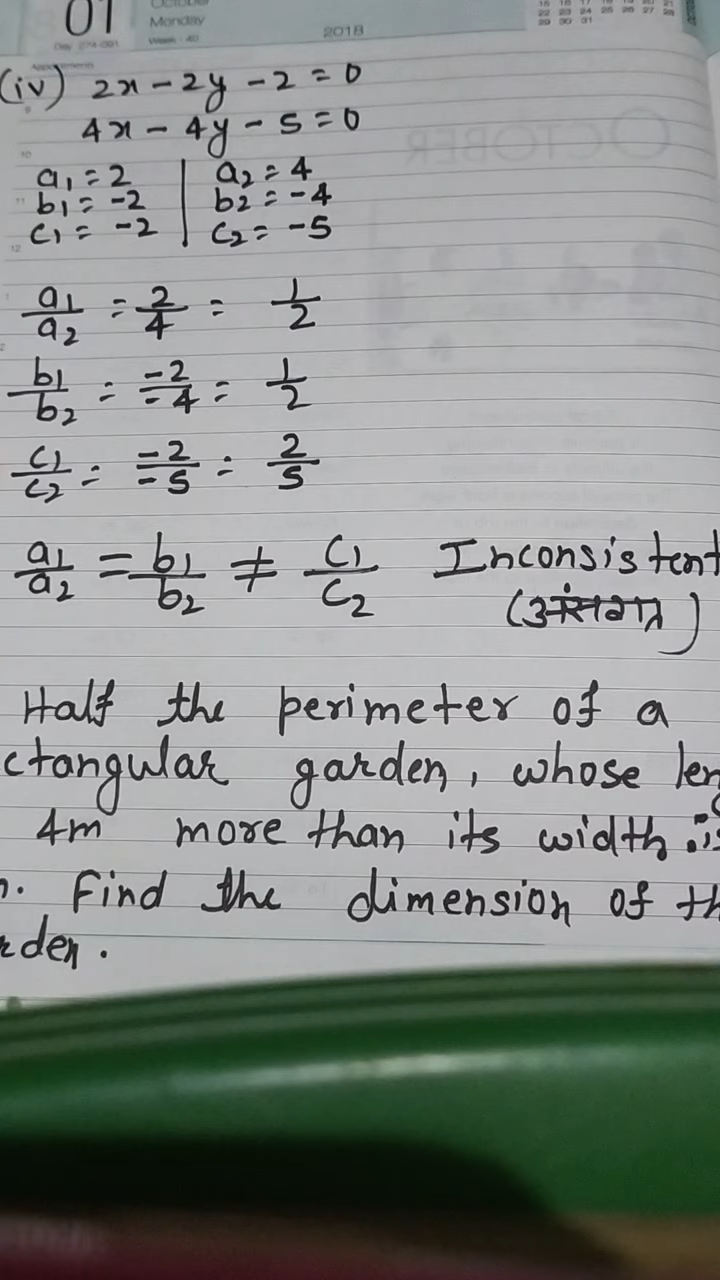 01
Monday
2018
(iv) 2x - 2y - 2 = 0
4x - 4y - 5 = 0
a1 = 2 | a2 = 4
b1 = -2 | b2 = -4
c1 = -2 | c2 = -5
a1/a2 = 2/4 = 1/2
b1/b2 = -2/-4 = 1/2
c1/c2 = -2/-5 = 2/5
a1/a2 = b1/b2 ≠ c1/c2 Inconsistent
Half the perimeter of a
ctangular garden, whose len
4m more than its width is
. Find the dimension of th
rden.
OCTOBER